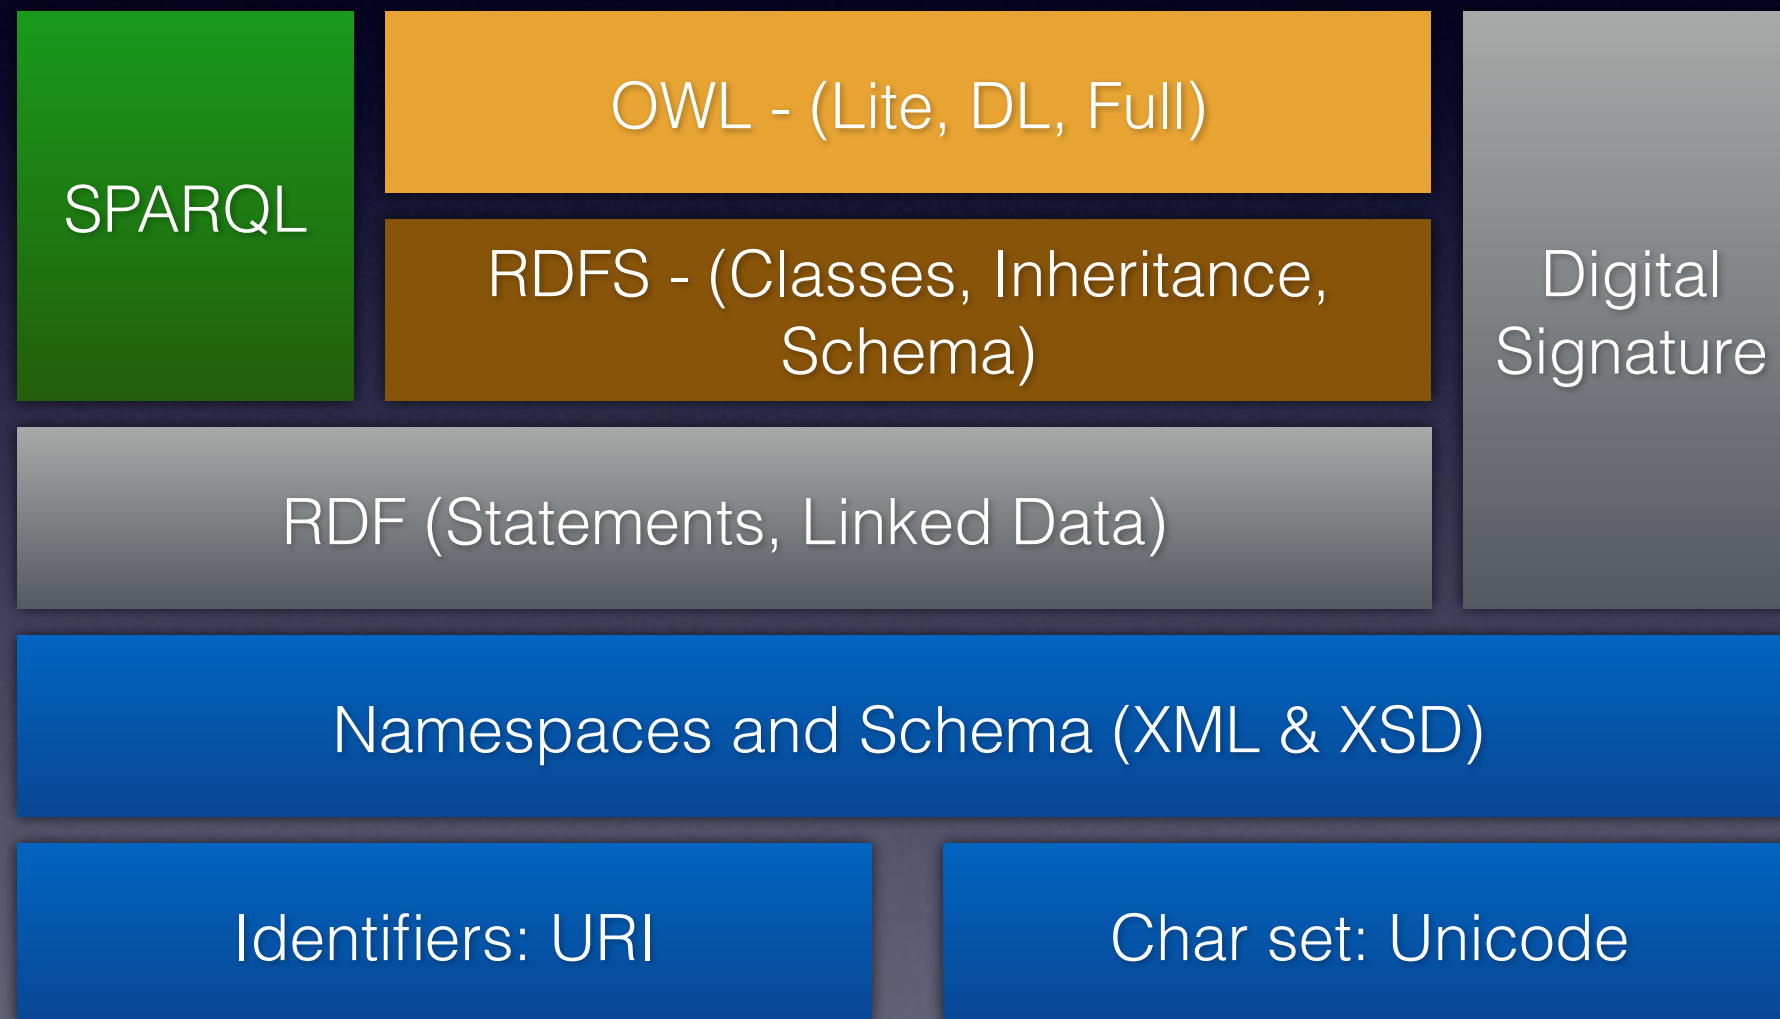 SPARQL
OWL - (Lite, DL, Full)
RDFS - (Classes, Inheritance,
Schema)
Digital
Signature
RDF (Statements, Linked Data)
Namespaces and Schema (XML & XSD)
Identifiers: URI
Char set: Unicode